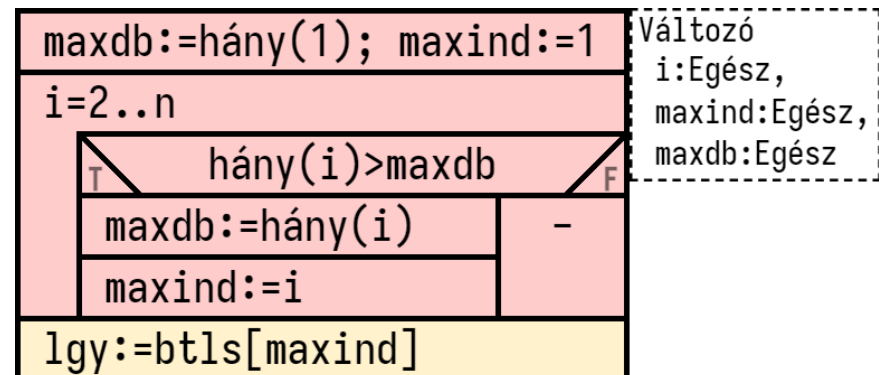 maxdb:=hány(1); maxind:=1
i=2..n
T hány(i)>maxdb F
maxdb:=hány(i) -
maxind:=i
lgy:=btls[maxind]
Változó
i:Egész,
maxind:Egész,
maxdb:Egész